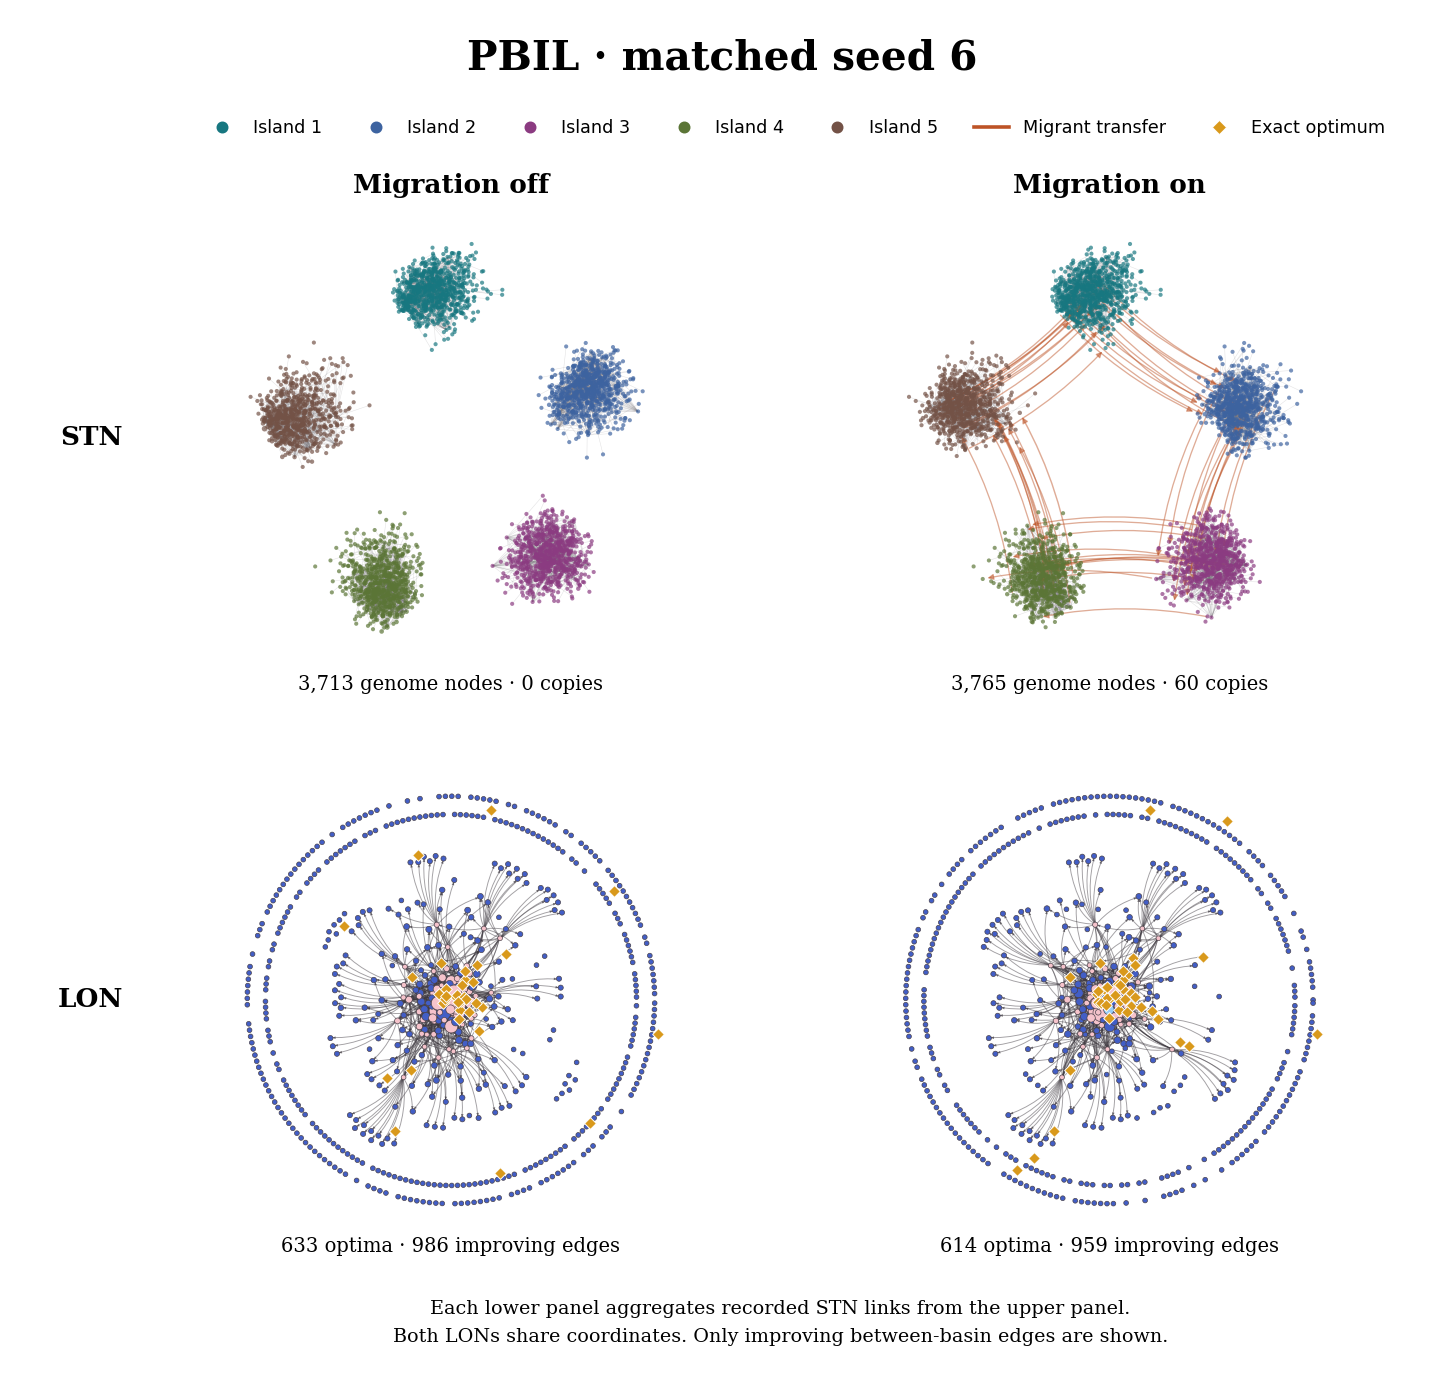 PBIL · matched seed 6
Island 1
Island 2
Island 3
Island 4
Island 5
Migrant transfer
Exact optimum
Migration off
Migration on
STN
3,713 genome nodes · 0 copies
3,765 genome nodes · 60 copies
LON
633 optima · 986 improving edges
614 optima · 959 improving edges
Each lower panel aggregates recorded STN links from the upper panel.
Both LONs share coordinates. Only improving between-basin edges are shown.